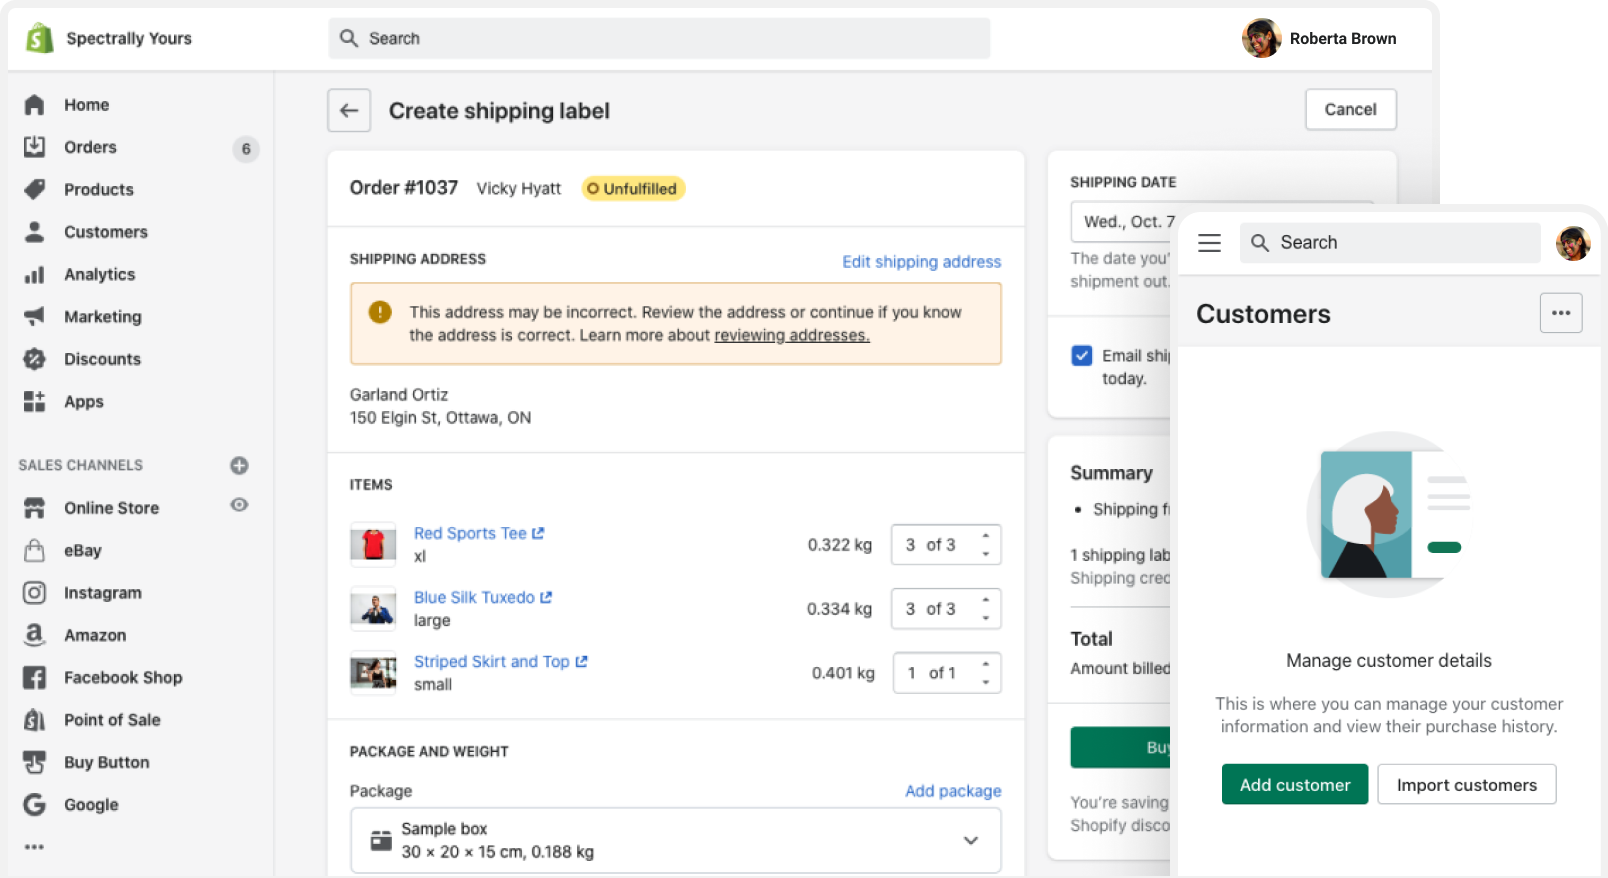 Spectrally Yours
Search
Roberta Brown
Home
Orders
6
Products
Customers
Analytics
Marketing
Discounts
Apps
SALES CHANNELS
Online Store
eBay
Instagram
Amazon
Facebook Shop
Point of Sale
Buy Button
Google
Create shipping label
Cancel
Order #1037 Vicky Hyatt Unfulfilled
SHIPPING ADDRESS
Edit shipping address
This address may be incorrect. Review the address or continue if you know
the address is correct. Learn more about reviewing addresses.
Garland Ortiz
150 Elgin St, Ottawa, ON
ITEMS
Red Sports Tee
xl
0.322 kg
3 of 3
Blue Silk Tuxedo
large
0.334 kg
3 of 3
Striped Skirt and Top
small
0.401 kg
1 of 1
PACKAGE AND WEIGHT
Package
Add package
Sample box
30 × 20 × 15 cm, 0.188 kg
SHIPPING DATE
Wed., Oct. 7
The date you'
shipment out.
Email ship
today.
Summary
Shipping f
1 shipping lab
Shipping cred
Total
Amount billed
Buy
You're saving
Shopify disco
Search
Customers
Manage customer details
This is where you can manage your customer
information and view their purchase history.
Add customer
Import customers